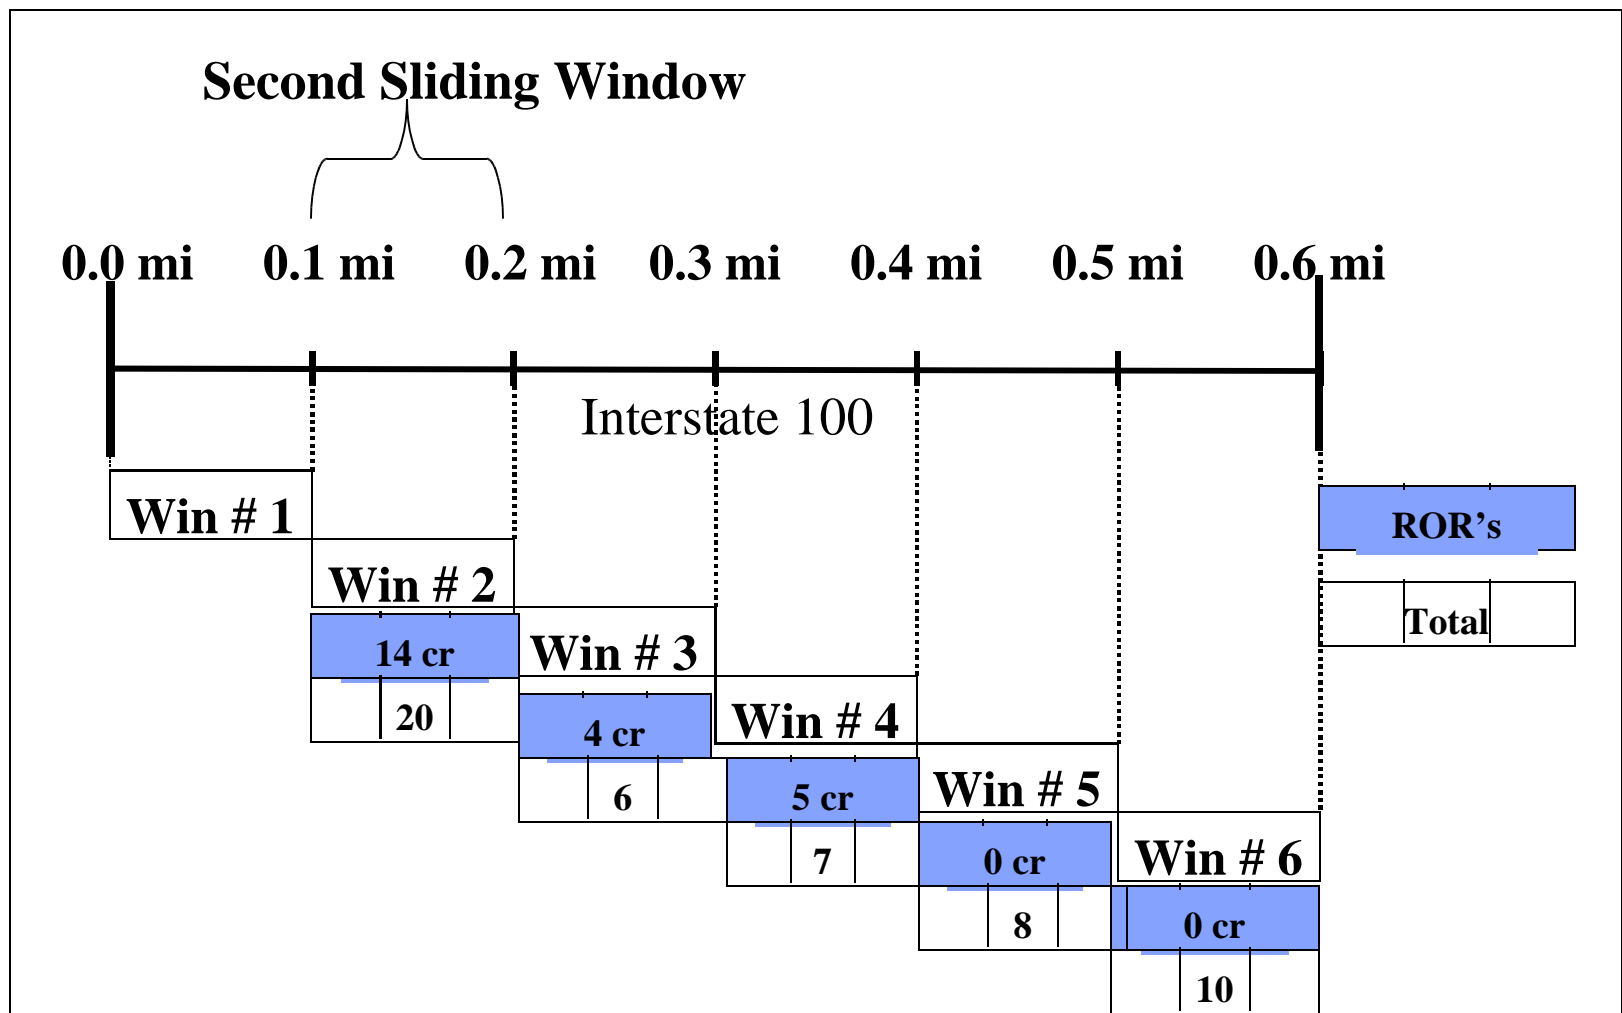 Second Sliding Window
0.0 mi 0.1 mi 0.2 mi 0.3 mi 0.4 mi 0.5 mi 0.6 mi
Interstate 100
Win # 1
ROR’s
Win # 2
Total
14 cr
Win # 3
20
4 cr
Win # 4
6
5 cr
Win # 5
7
0 cr
Win # 6
8
0 cr
10